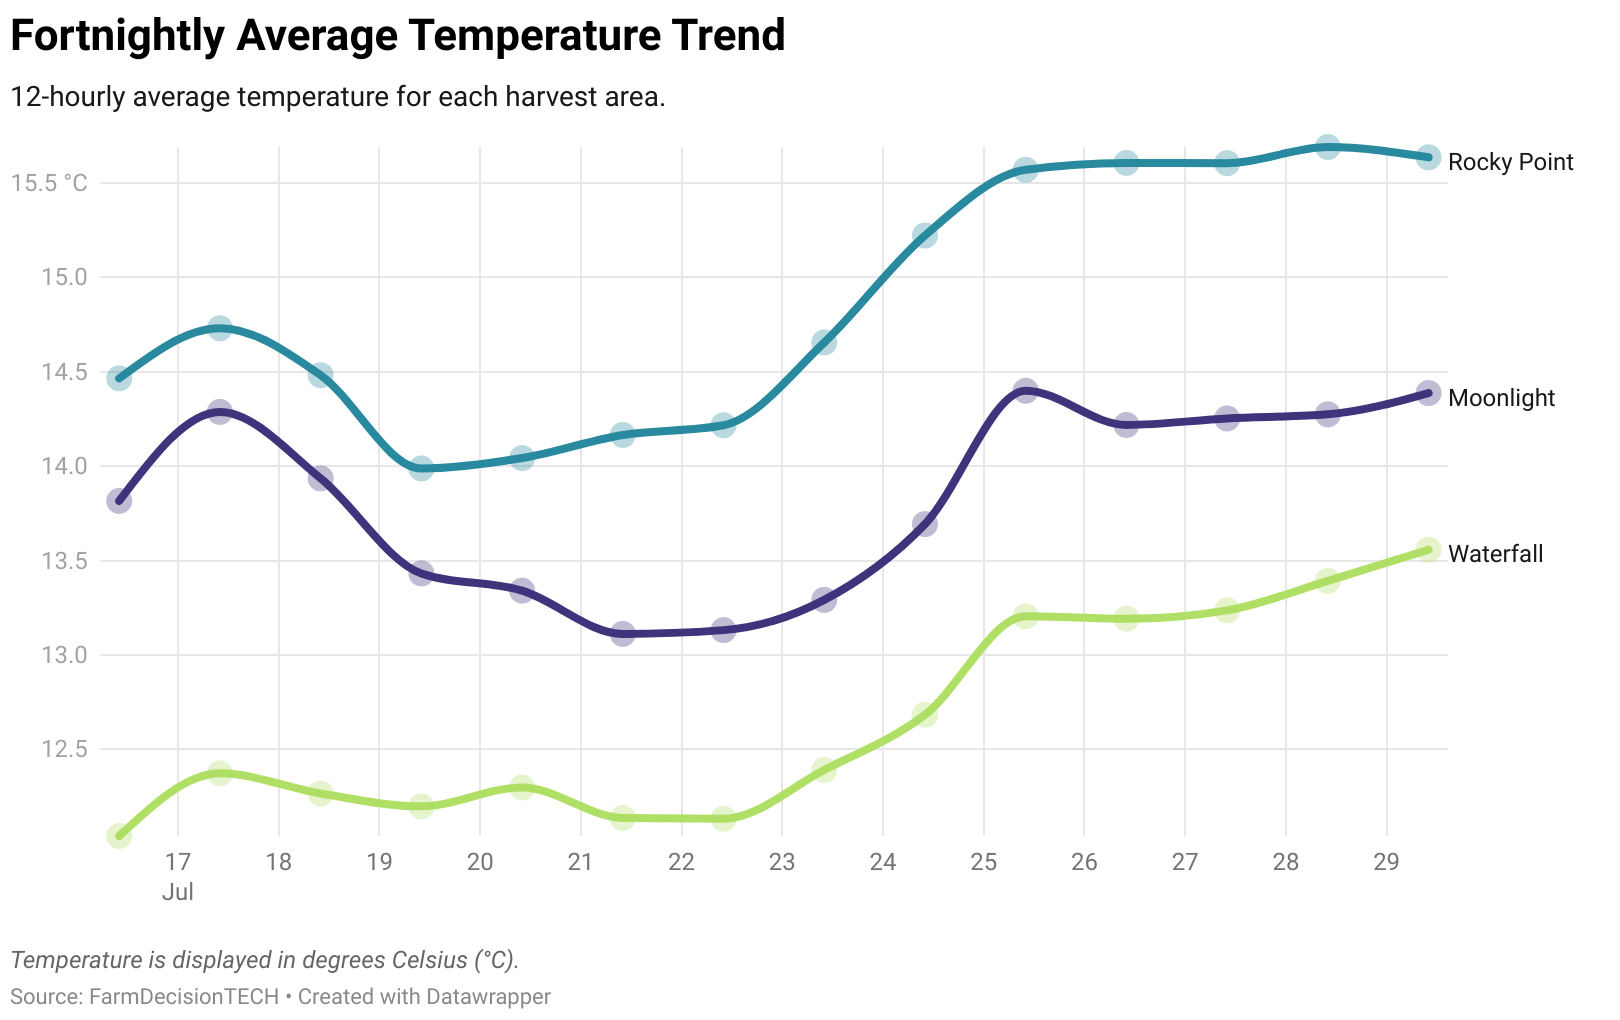 Fortnightly Average Temperature Trend
12-hourly average temperature for each harvest area.
15.5 °C
15.0
14.5
14.0
13.5
13.0
12.5
Rocky Point
Moonlight
Waterfall
17 18 19 20 21 22 23 24 25 26 27 28 29
Jul
Temperature is displayed in degrees Celsius (°C).
Source: FarmDecisionTECH • Created with Datawrapper